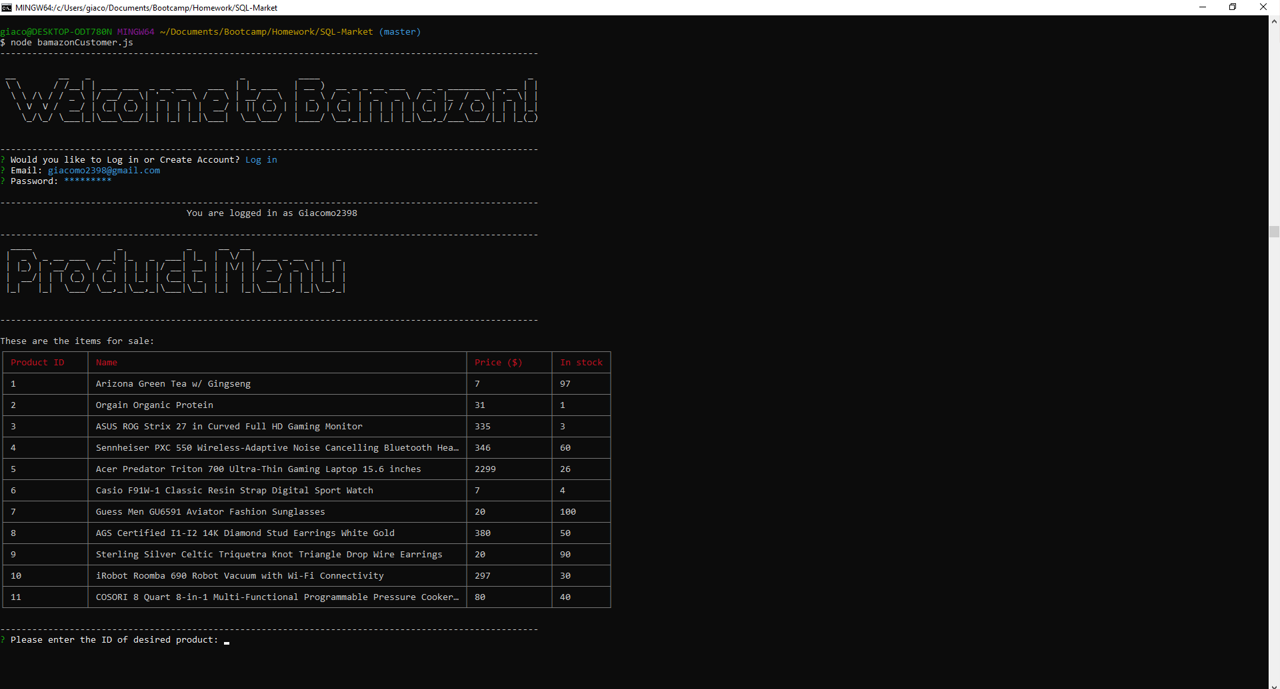 MINGW64:/c/Users/giaco/Documents/Bootcamp/Homework/SQL-Market
giaco@DESKTOP-ODT780N MINGW64 ~/Documents/Bootcamp/Homework/SQL-Market (master)
$ node bamazonCustomer.js
Welcome to Bamazon!
? Would you like to Log in or Create Account? Log in
? Email: giacomo2398@gmail.com
? Password: *********
You are logged in as Giacomo2398
Product Menu
These are the items for sale:
Product ID Name Price ($) In stock
1 Arizona Green Tea w/ Gingseng 7 97
2 Orgain Organic Protein 31 1
3 ASUS ROG Strix 27 in Curved Full HD Gaming Monitor 335 3
4 Sennheiser PXC 550 Wireless-Adaptive Noise Cancelling Bluetooth Hea… 346 60
5 Acer Predator Triton 700 Ultra-Thin Gaming Laptop 15.6 inches 2299 26
6 Casio F91W-1 Classic Resin Strap Digital Sport Watch 7 4
7 Guess Men GU6591 Aviator Fashion Sunglasses 20 100
8 AGS Certified I1-I2 14K Diamond Stud Earrings White Gold 380 50
9 Sterling Silver Celtic Triquetra Knot Triangle Drop Wire Earrings 20 90
10 iRobot Roomba 690 Robot Vacuum with Wi-Fi Connectivity 297 30
11 COSORI 8 Quart 8-in-1 Multi-Functional Programmable Pressure Cooker… 80 40
? Please enter the ID of desired product: